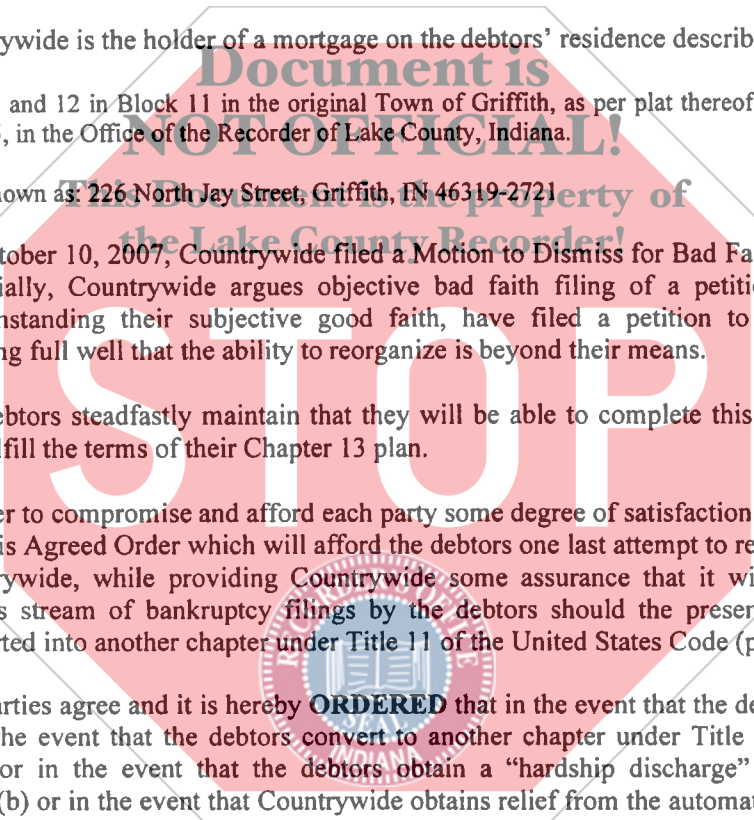 ywide is the holder of a mortgage on the debtors’ residence describ
Document is
and 12 in Block 11 in the original Town of Griffith, as per plat thereof
, in the Office of the Recorder of Lake County, Indiana.
NOT OFFICIAL!
own as: 226 North Jay Street, Griffith, IN 46319-2721
This Document is the property of
the Lake County Recorder!
tober 10, 2007, Countrywide filed a Motion to Dismiss for Bad Fa
ially, Countrywide argues objective bad faith filing of a petiti
nstanding their subjective good faith, have filed a petition to
ng full well that the ability to reorganize is beyond their means.
STOP
ebtors steadfastly maintain that they will be able to complete this
lfill the terms of their Chapter 13 plan.
er to compromise and afford each party some degree of satisfaction
is Agreed Order which will afford the debtors one last attempt to re
rywide, while providing Countrywide some assurance that it wi
s stream of bankruptcy filings by the debtors should the presen
rted into another chapter under Title 11 of the United States Code (p
RECORDER'S OFFICE
SEAL
INDIANA
arties agree and it is hereby ORDERED that in the event that the de
he event that the debtors convert to another chapter under Title
or in the event that the debtors obtain a “hardship discharge”
(b) or in the event that Countrywide obtains relief from the automat